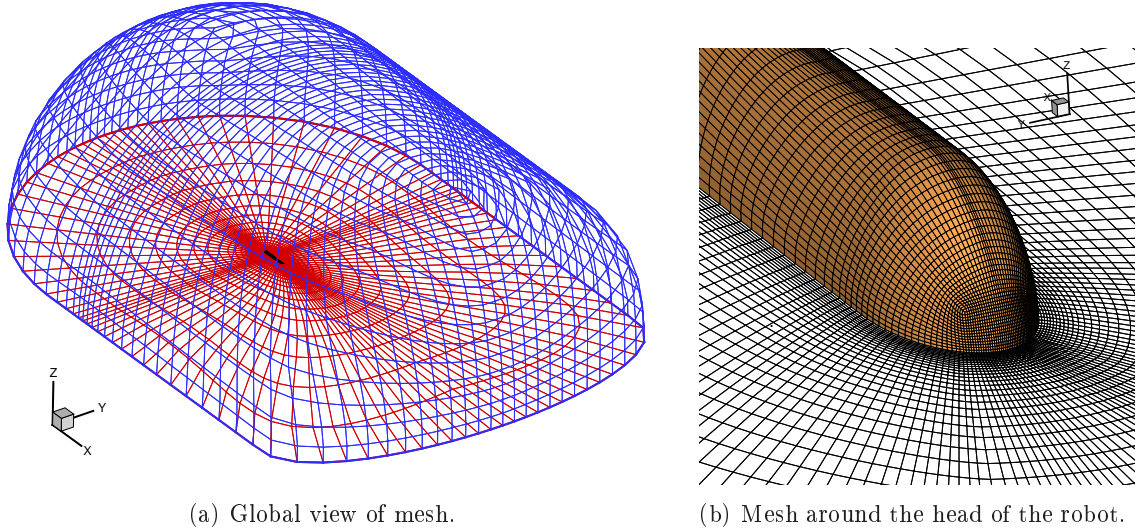 Z
Y
X
Z
X
Y
(a) Global view of mesh.
(b) Mesh around the head of the robot.